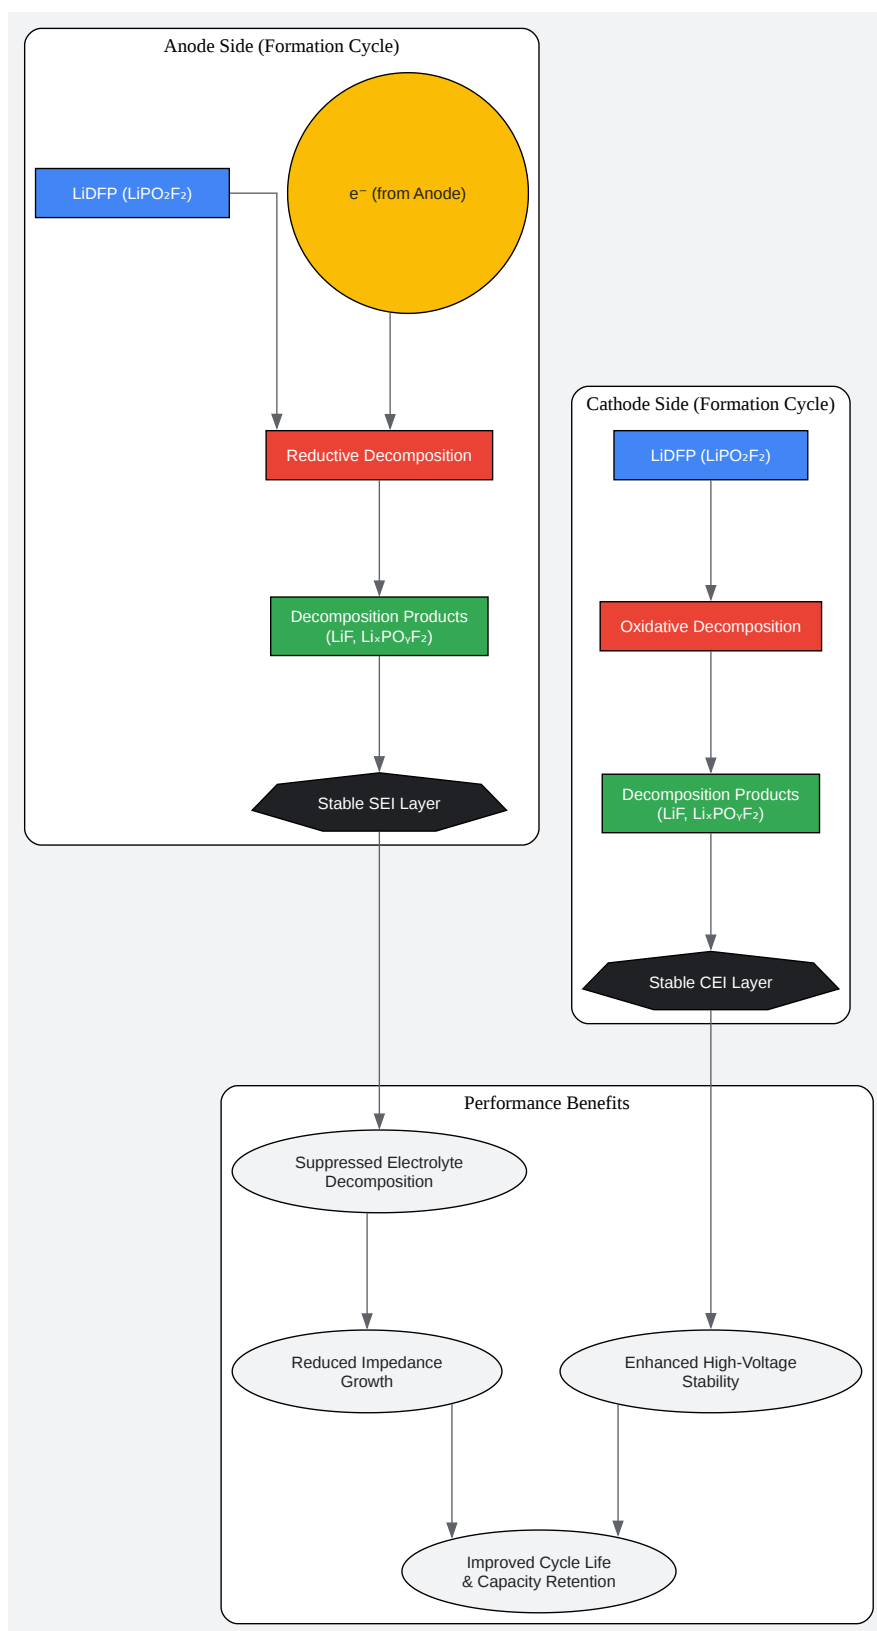 Anode Side (Formation Cycle)
LiDFP (LiPO₂F₂)
e⁻ (from Anode)
Reductive Decomposition
Decomposition Products
(LiF, LiₓPOᵧF₂)
Stable SEI Layer
Cathode Side (Formation Cycle)
LiDFP (LiPO₂F₂)
Oxidative Decomposition
Decomposition Products
(LiF, LiₓPOᵧF₂)
Stable CEI Layer
Performance Benefits
Suppressed Electrolyte
Decomposition
Reduced Impedance
Growth
Enhanced High-Voltage
Stability
Improved Cycle Life
& Capacity Retention